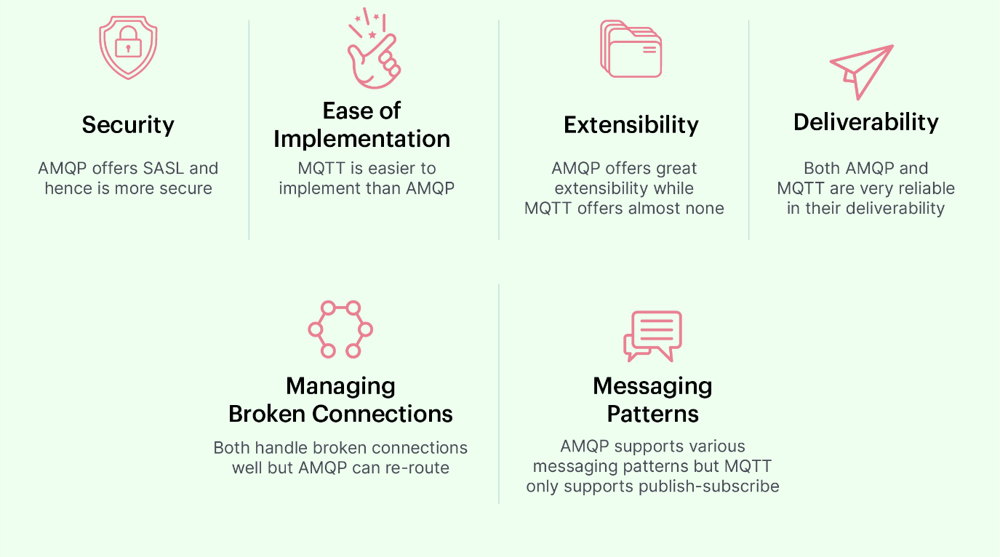 Security
AMQP offers SASL and
hence is more secure
Ease of
Implementation
MQTT is easier to
implement than AMQP
Extensibility
AMQP offers great
extensibility while
MQTT offers almost none
Deliverability
Both AMQP and
MQTT are very reliable
in their deliverability
Managing
Broken Connections
Both handle broken connections
well but AMQP can re-route
Messaging
Patterns
AMQP supports various
messaging patterns but MQTT
only supports publish-subscribe